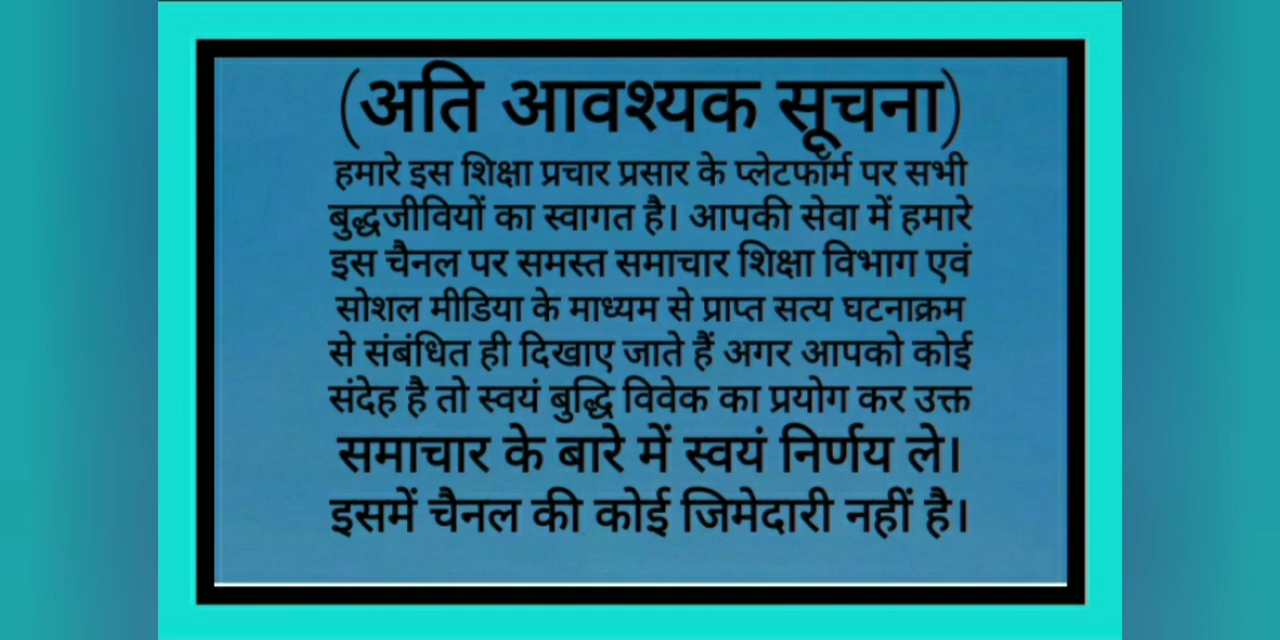 (अति आवश्यक सूचना)
हमारे इस शिक्षा प्रचार प्रसार के प्लेटफॉर्म पर सभी
बुद्धजीवियों का स्वागत है। आपकी सेवा में हमारे
इस चैनल पर समस्त समाचार शिक्षा विभाग एवं
सोशल मीडिया के माध्यम से प्राप्त सत्य घटनाक्रम
से संबंधित ही दिखाए जाते हैं अगर आपको कोई
संदेह है तो स्वयं बुद्धि विवेक का प्रयोग कर उक्त
समाचार के बारे में स्वयं निर्णय ले।
इसमें चैनल की कोई जिमेदारी नहीं है।